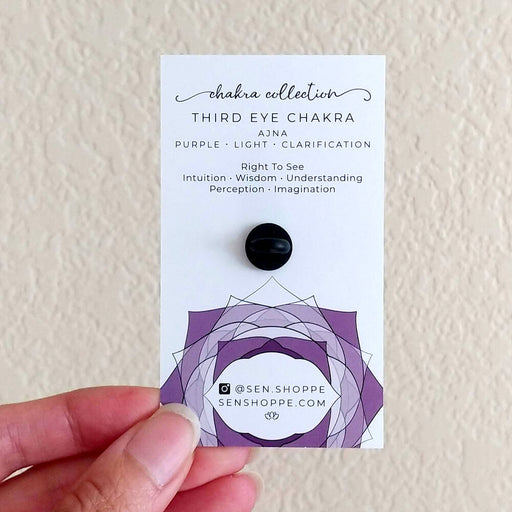 chakra collection
THIRD EYE CHAKRA
AJNA
PURPLE • LIGHT • CLARIFICATION
Right To See
Intuition • Wisdom • Understanding
Perception • Imagination
@SEN.SHOPPE
SENSHOPPE.COM